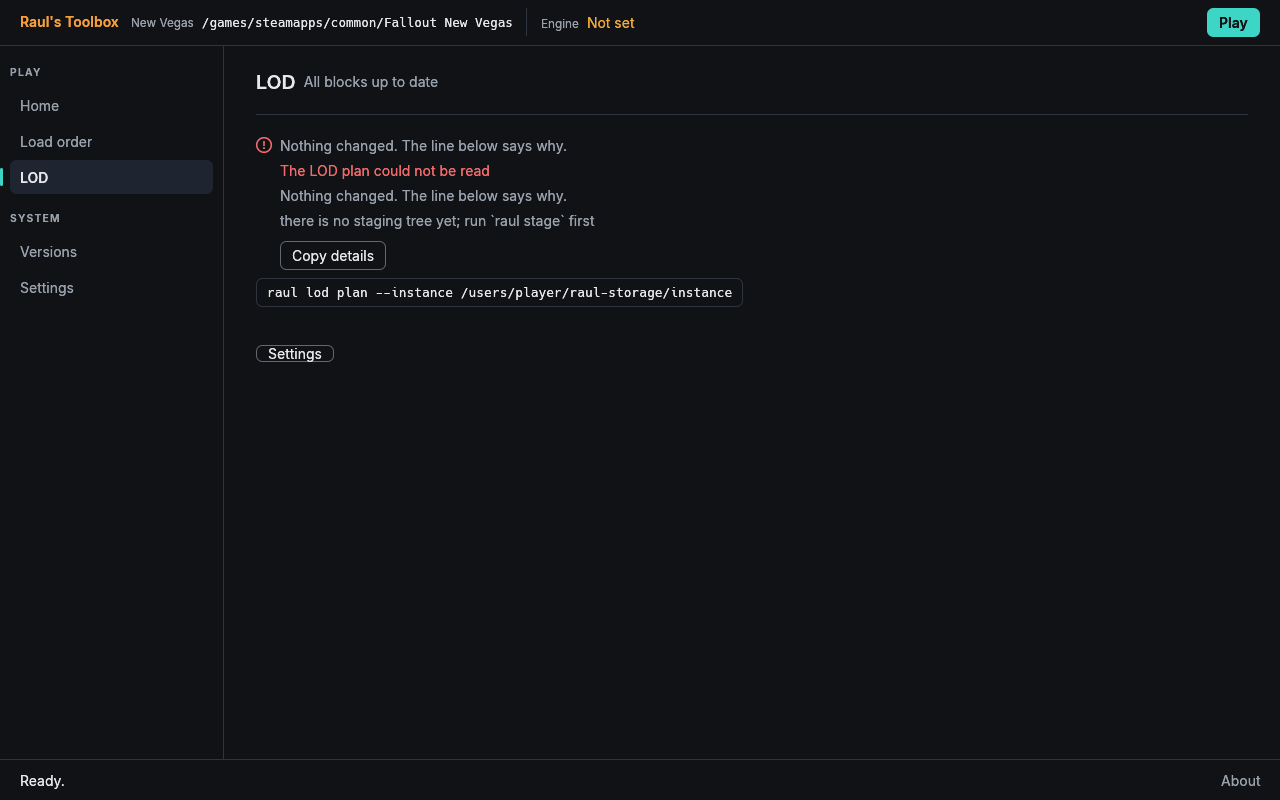 Raul's Toolbox New Vegas /games/steamapps/common/Fallout New Vegas Engine Not set Play
PLAY
Home
Load order
LOD
SYSTEM
Versions
Settings
LOD All blocks up to date
Nothing changed. The line below says why.
The LOD plan could not be read
Nothing changed. The line below says why.
there is no staging tree yet; run `raul stage` first
Copy details
raul lod plan --instance /users/player/raul-storage/instance
Settings
Ready. About